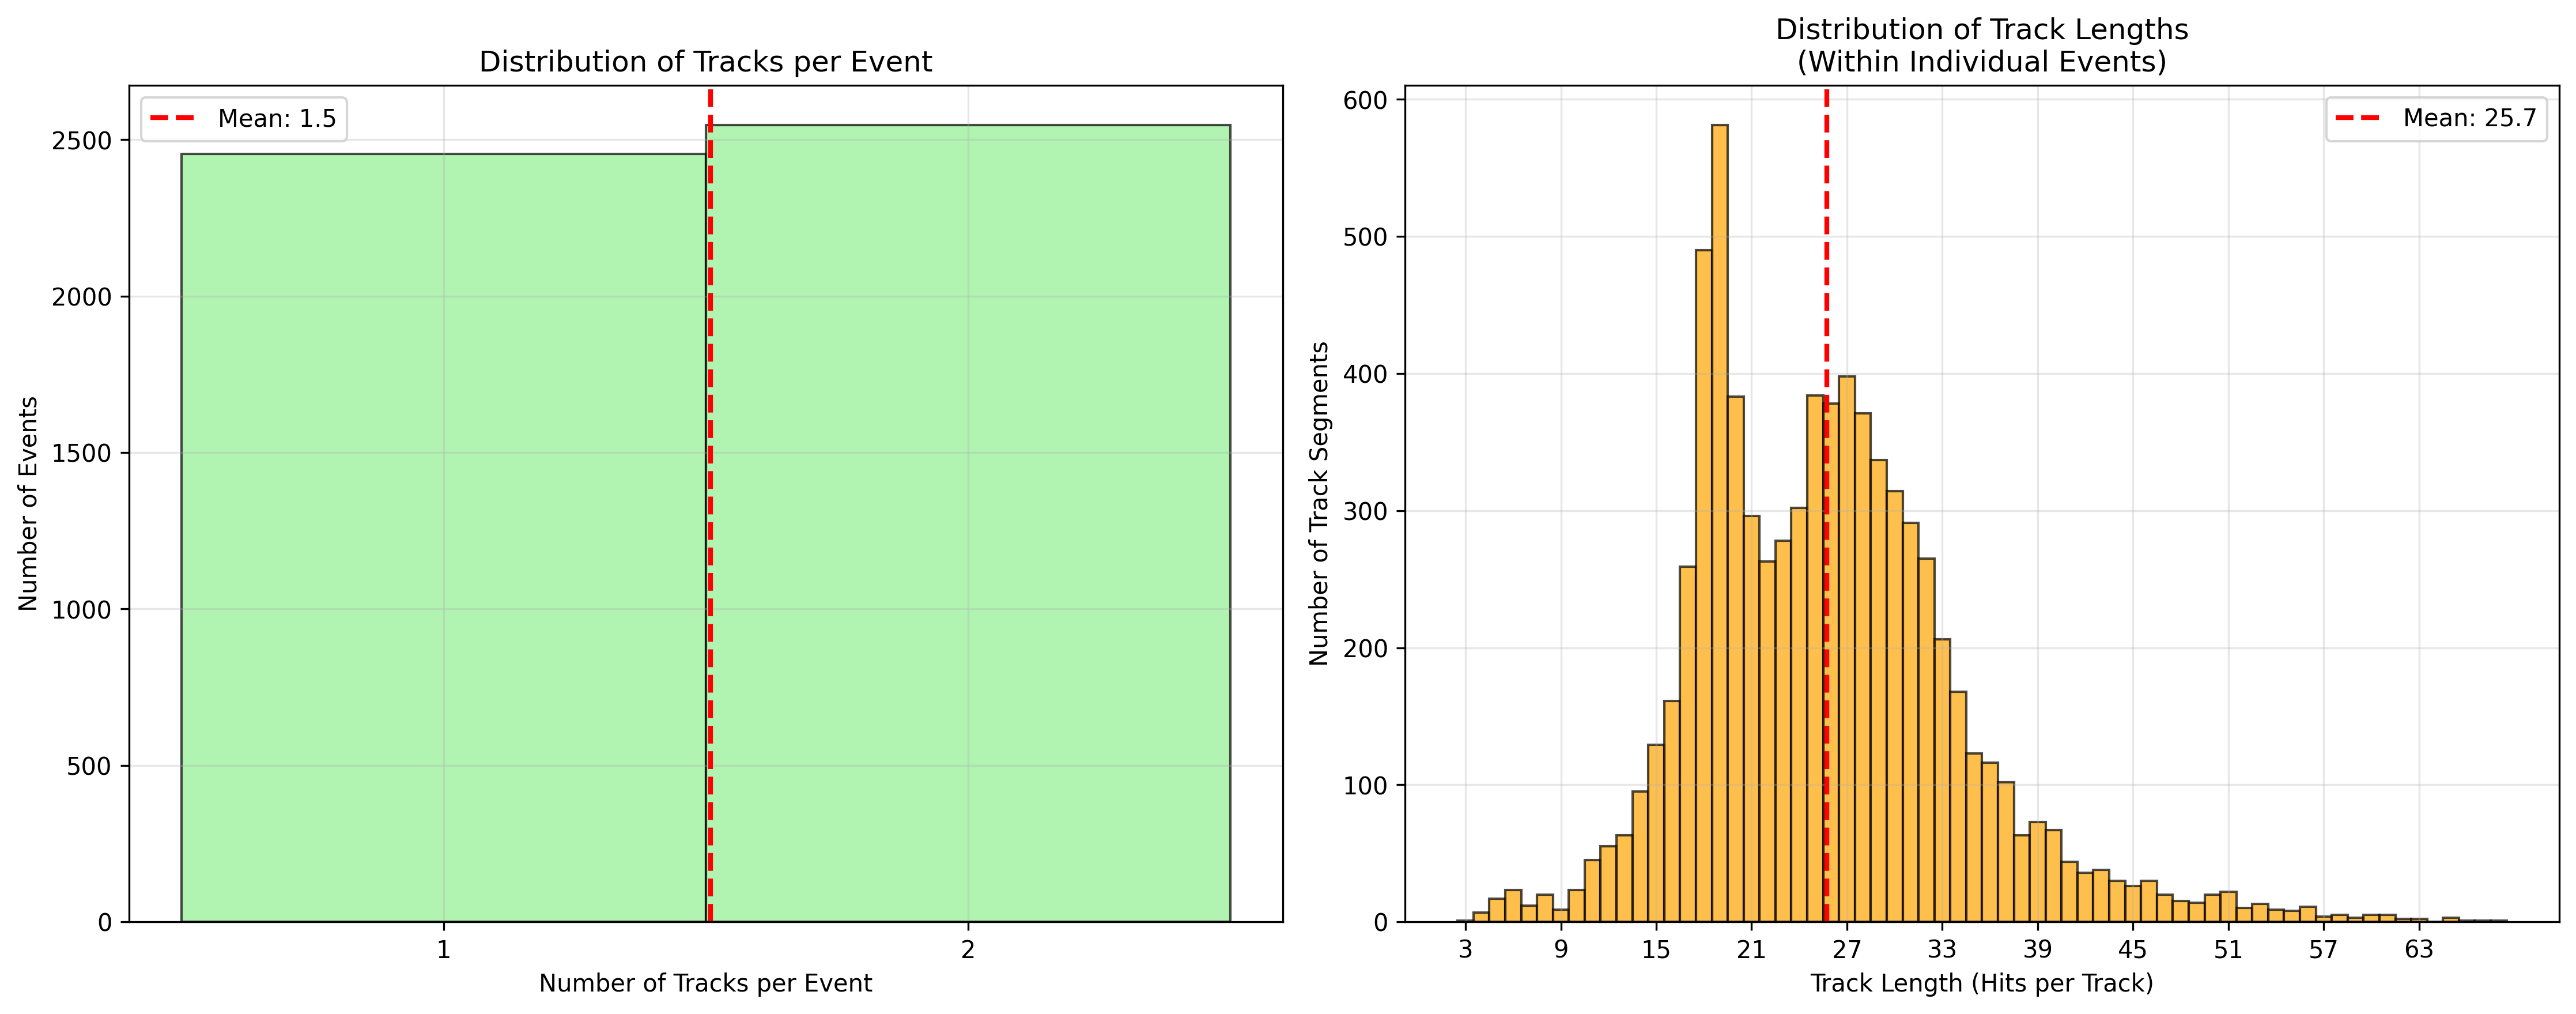 Distribution of Tracks per Event
Mean: 1.5
Number of Events
2500
2000
1500
1000
500
0
1 2
Number of Tracks per Event
Distribution of Track Lengths
(Within Individual Events)
Mean: 25.7
Number of Track Segments
600
500
400
300
200
100
0
3 9 15 21 27 33 39 45 51 57 63
Track Length (Hits per Track)